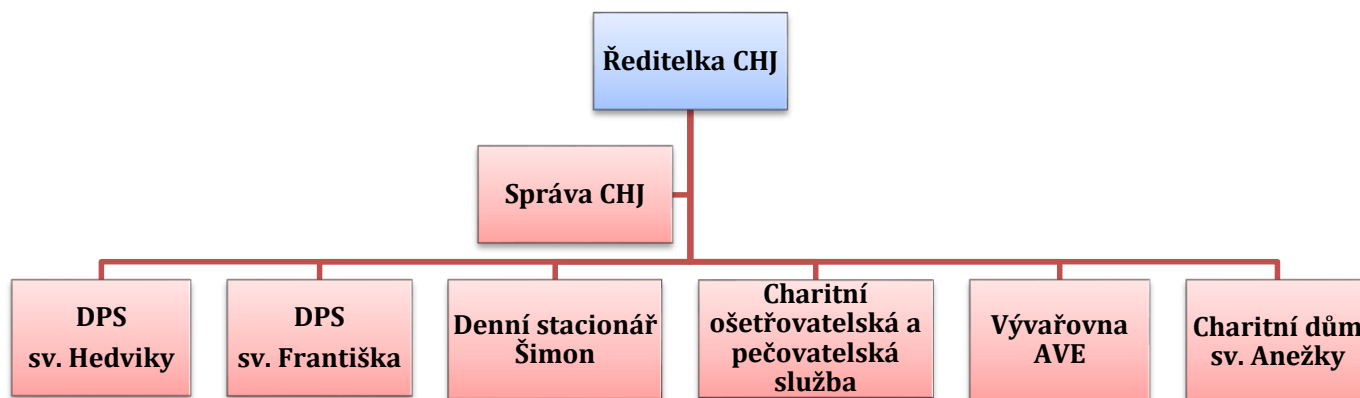 Ředitelka CHJ
Správa CHJ
DPS
sv. Hedviky
DPS
sv. Františka
Denní stacionář
Šimon
Charitní
ošetřovatelská a
pečovatelská
služba
Vývařovna
AVE
Charitní dům
sv. Anežky